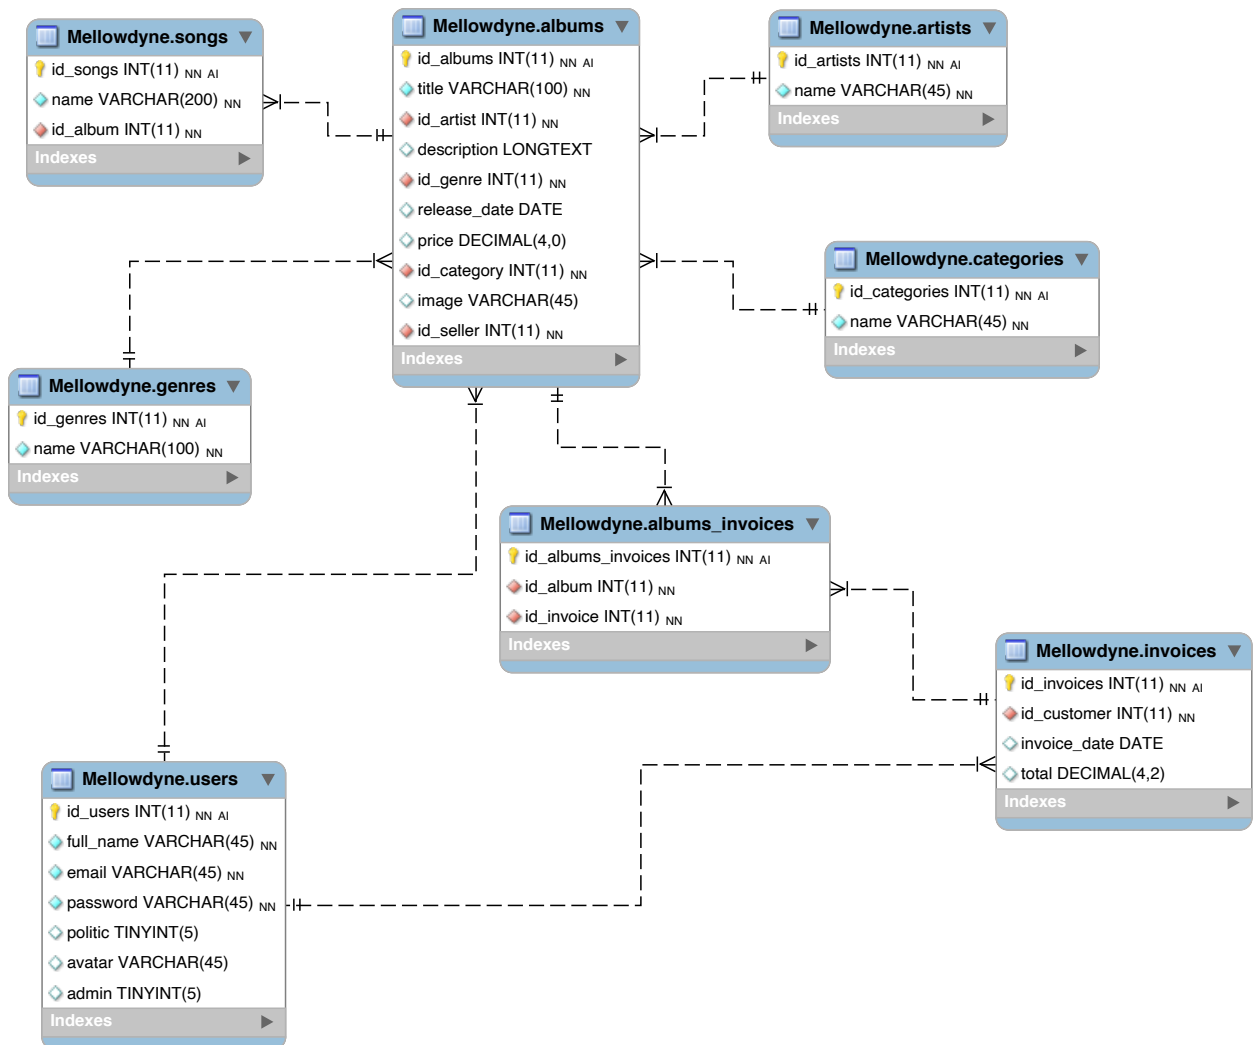 Mellowdyne.songs
id_songs INT(11) NN AI
name VARCHAR(200) NN
id_album INT(11) NN
Indexes
Mellowdyne.albums
id_albums INT(11) NN AI
title VARCHAR(100) NN
id_artist INT(11) NN
description LONGTEXT
id_genre INT(11) NN
release_date DATE
price DECIMAL(4,0)
id_category INT(11) NN
image VARCHAR(45)
id_seller INT(11) NN
Indexes
Mellowdyne.artists
id_artists INT(11) NN AI
name VARCHAR(45) NN
Indexes
Mellowdyne.categories
id_categories INT(11) NN AI
name VARCHAR(45) NN
Indexes
Mellowdyne.genres
id_genres INT(11) NN AI
name VARCHAR(100) NN
Indexes
Mellowdyne.albums_invoices
id_albums_invoices INT(11) NN AI
id_album INT(11) NN
id_invoice INT(11) NN
Indexes
Mellowdyne.invoices
id_invoices INT(11) NN AI
id_customer INT(11) NN
invoice_date DATE
total DECIMAL(4,2)
Indexes
Mellowdyne.users
id_users INT(11) NN AI
full_name VARCHAR(45) NN
email VARCHAR(45) NN
password VARCHAR(45) NN
politic TINYINT(5)
avatar VARCHAR(45)
admin TINYINT(5)
Indexes